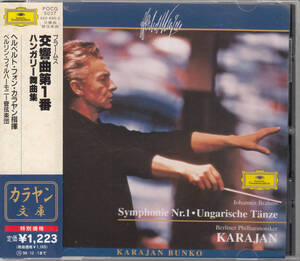 POCG
ブラームス
交響曲第1番
ハンガリー舞曲集
ヘルベルト・フォン・カラヤン指揮
ベルリン・フィルハーモニー管弦楽団
カラヤン
文庫
特別価格
定価¥1,223
Johannes Brahms
Symphonie Nr.1 • Ungarische Tänze
Berliner Philharmoniker
KARAJAN
KARAJAN BUNKO